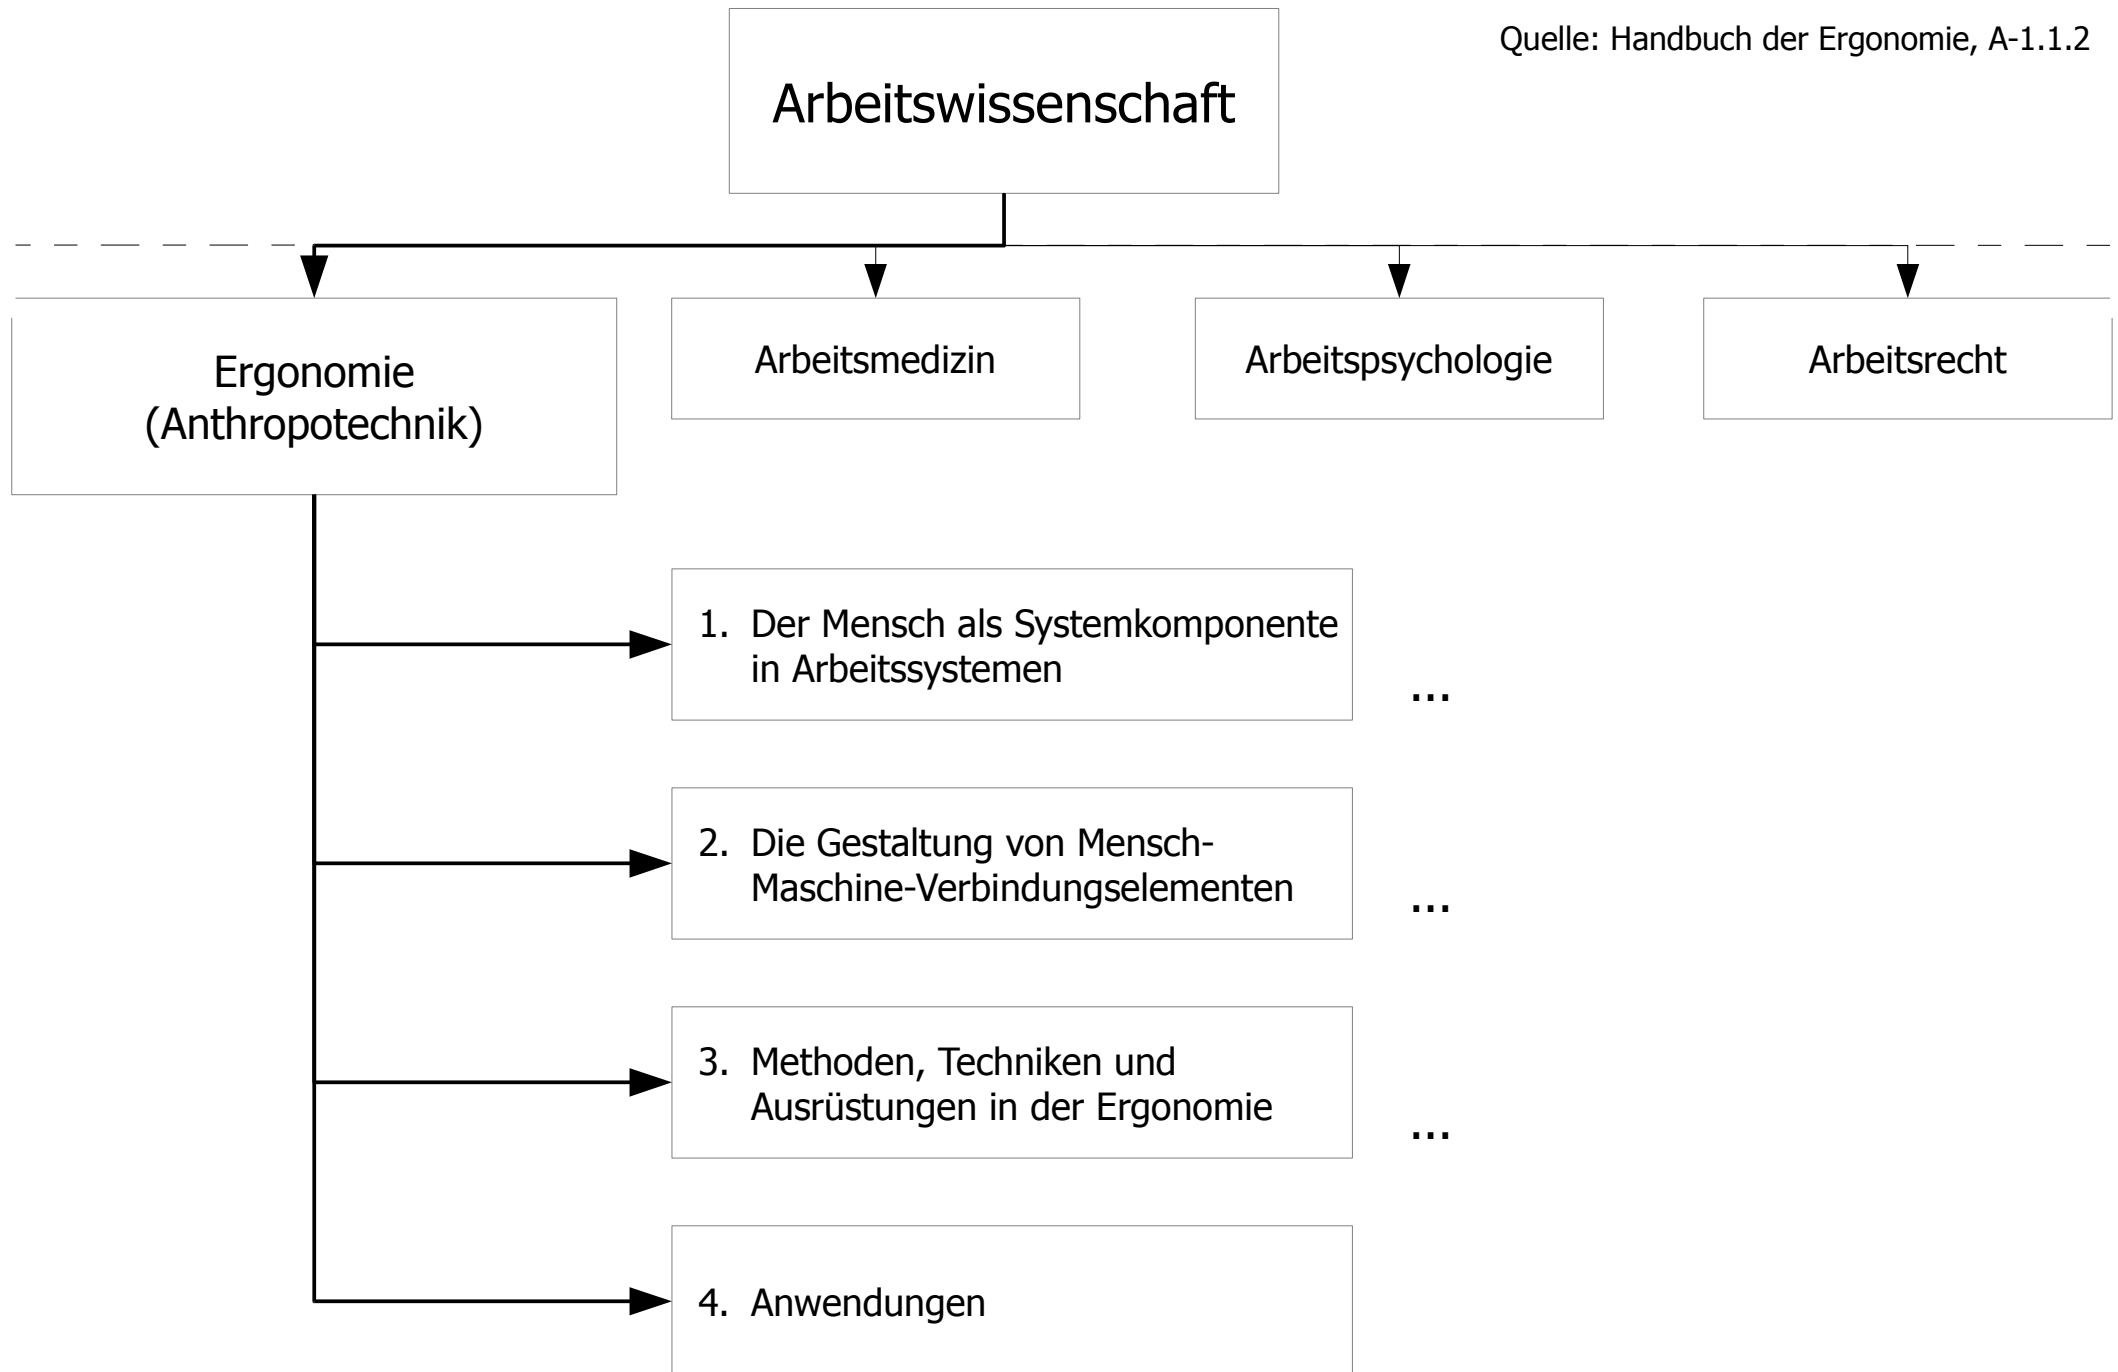 Quelle: Handbuch der Ergonomie, A-1.1.2
Arbeitswissenschaft
Ergonomie
(Anthropotechnik)
Arbeitsmedizin
Arbeitspsychologie
Arbeitsrecht
1. Der Mensch als Systemkomponente
in Arbeitssystemen
...
2. Die Gestaltung von Mensch-
Maschine-Verbindungselementen
...
3. Methoden, Techniken und
Ausrüstungen in der Ergonomie
...
4. Anwendungen